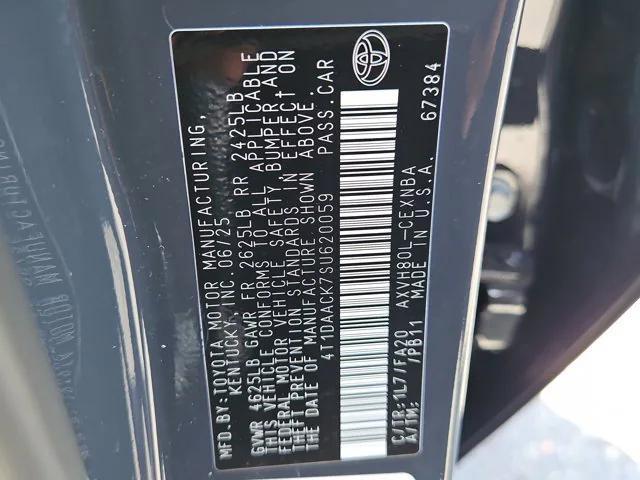 MFD.BY:TOYOTA MOTOR MANUFACTURING,
KENTUCKY, INC. 06/25
GVWR 4625LB GAWR FR 2625LB RR 2425LB
THIS VEHICLE CONFORMS TO ALL APPLICABLE
FEDERAL MOTOR VEHICLE SAFETY, BUMPER AND
THEFT PREVENTION STANDARDS IN EFFECT ON
THE DATE OF MANUFACTURE SHOWN ABOVE.
4T1DAACK7SU620059 PASS.CAR
C/TR:1L7/FA20 AXVH80L-CEXNBA
A/TM: /PB11 MADE IN U.S.A. 67384